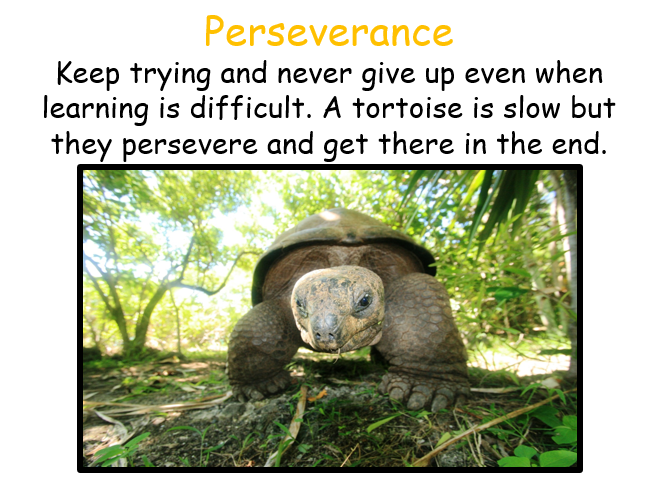 Perseverance
Keep trying and never give up even when
learning is difficult. A tortoise is slow but
they persevere and get there in the end.